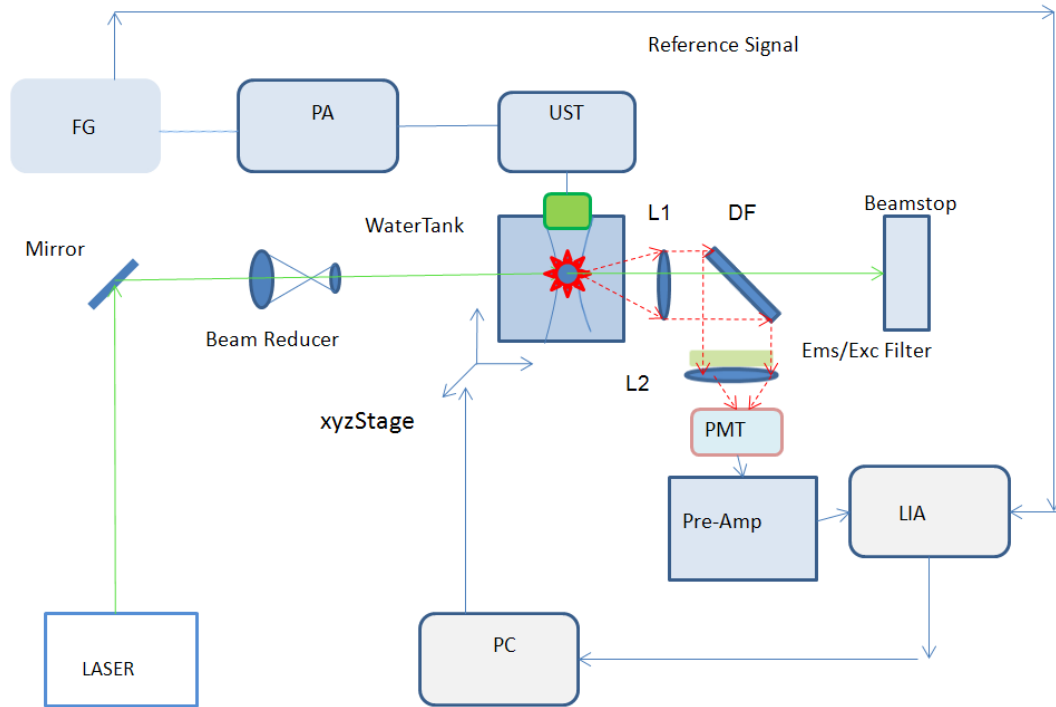 Reference Signal
FG
PA
UST
WaterTank
L1
DF
Beamstop
Mirror
Beam Reducer
Ems/Exc Filter
L2
xyzStage
PMT
Pre-Amp
LIA
PC
LASER